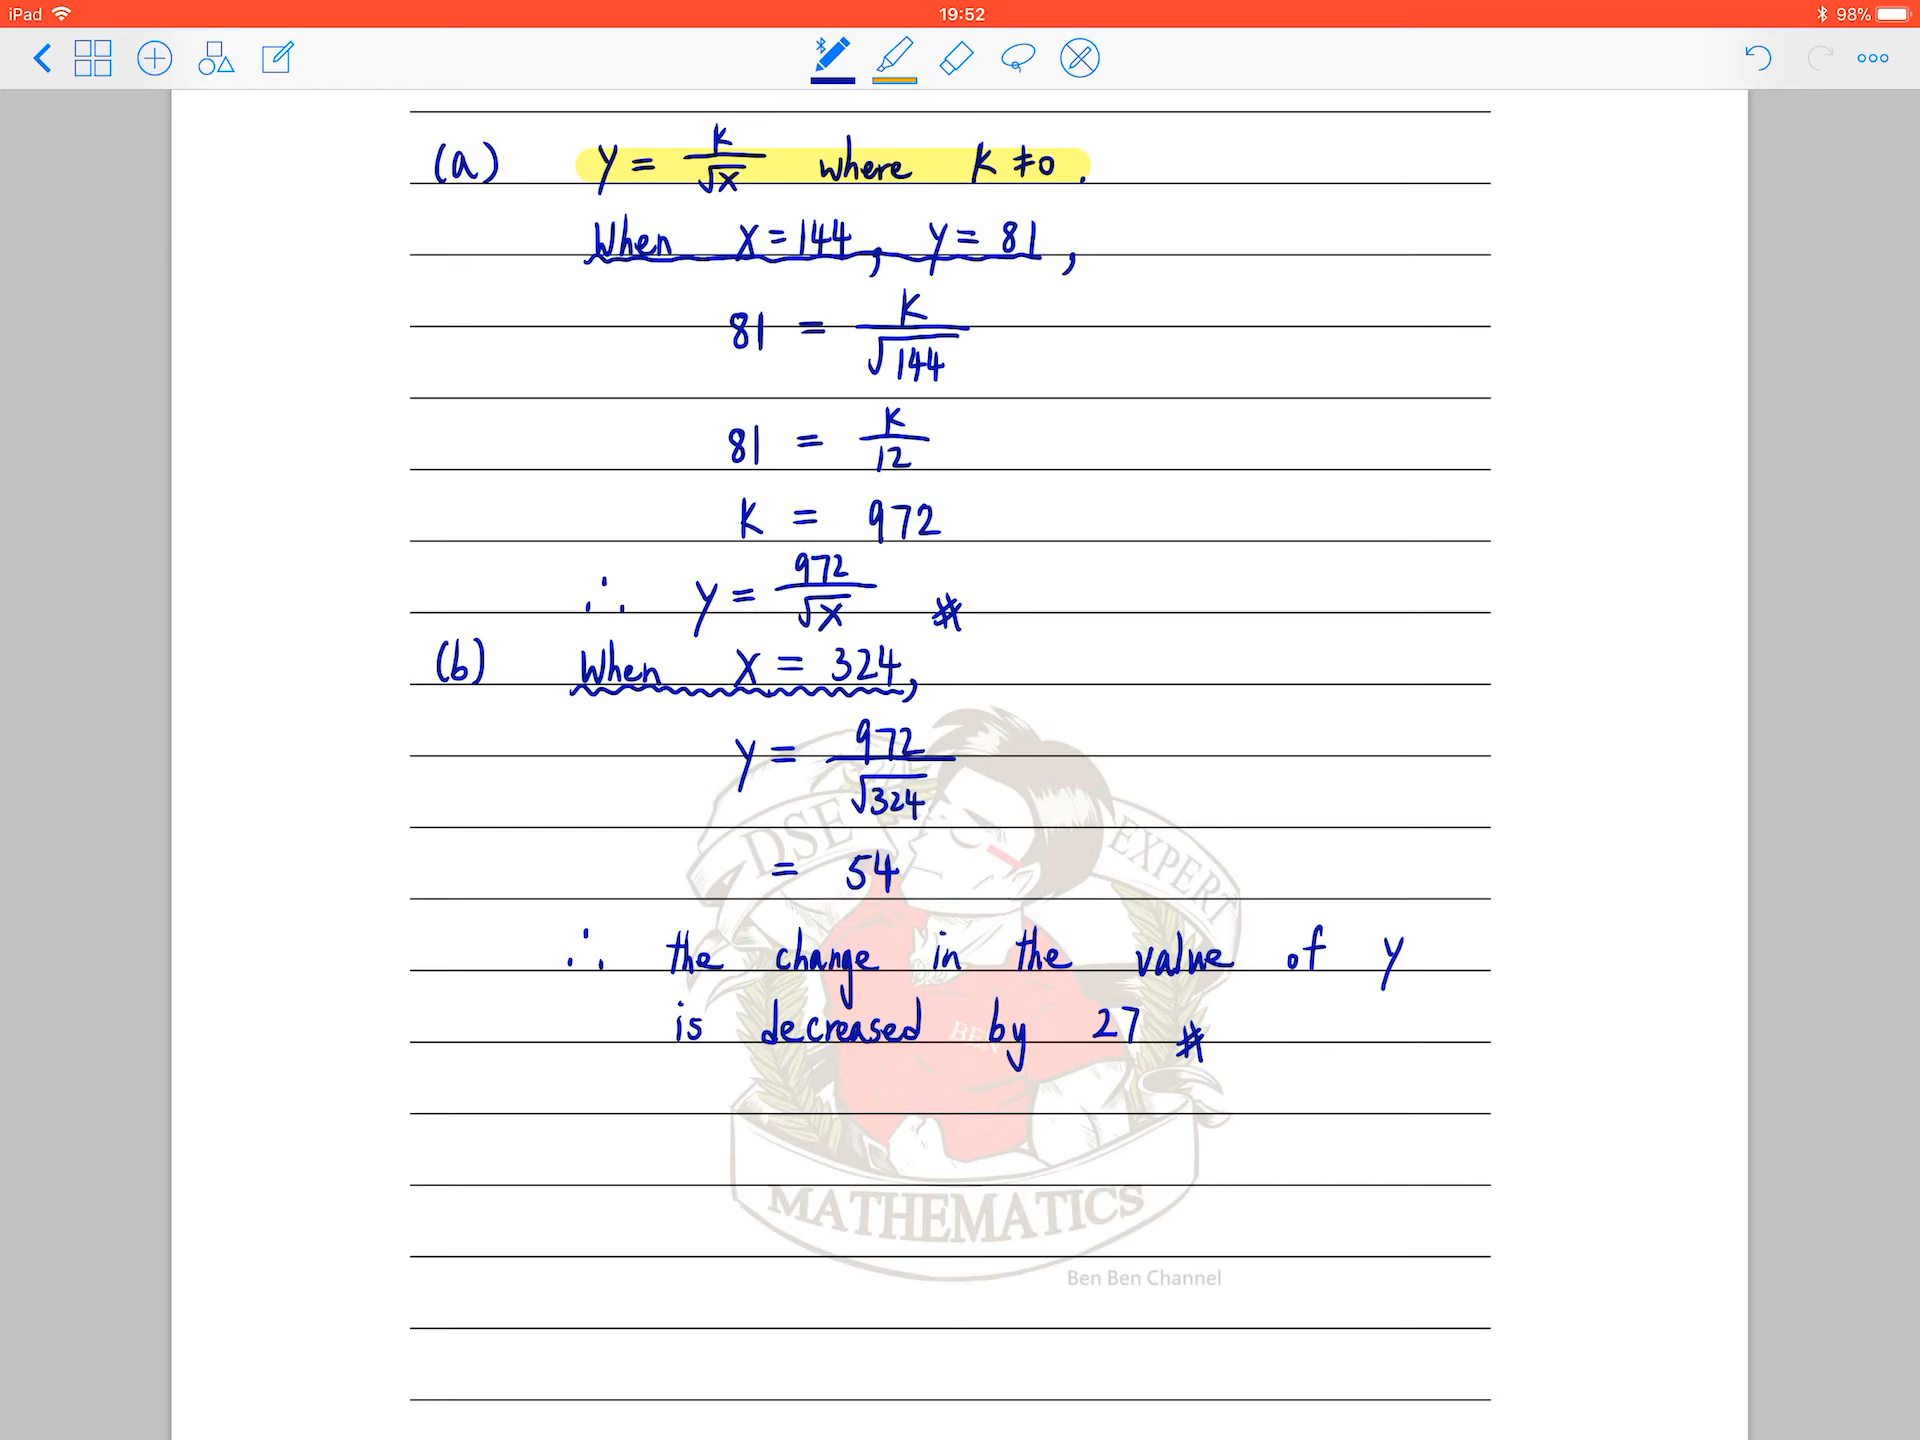 iPad 19:52 98%
(a) y = k/√x where k ≠ 0.
When x = 144, y = 81,
81 = k/√144
81 = k/12
k = 972
∴ y = 972/√x #
(b) When x = 324,
y = 972/√324
= 54
∴ the change in the value of y
is decreased by 27 #
DSE EXPERT
BEN
MATHEMATICS
Ben Ben Channel